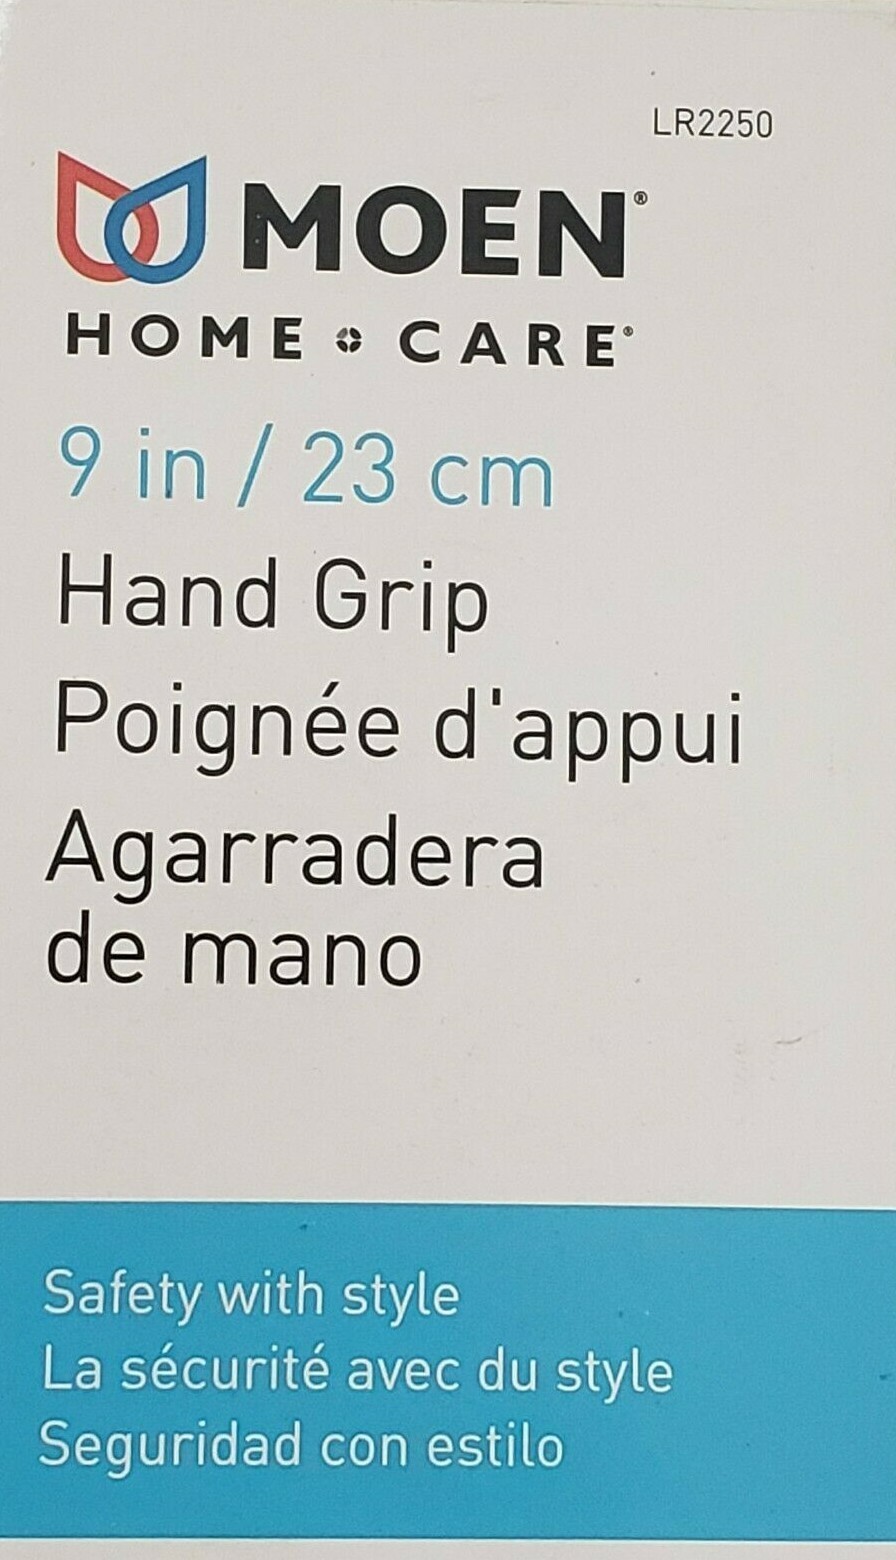 LR2250
MOEN®
HOME CARE®
9 in / 23 cm
Hand Grip
Poignée d'appui
Agarradera
de mano
Safety with style
La sécurité avec du style
Seguridad con estilo